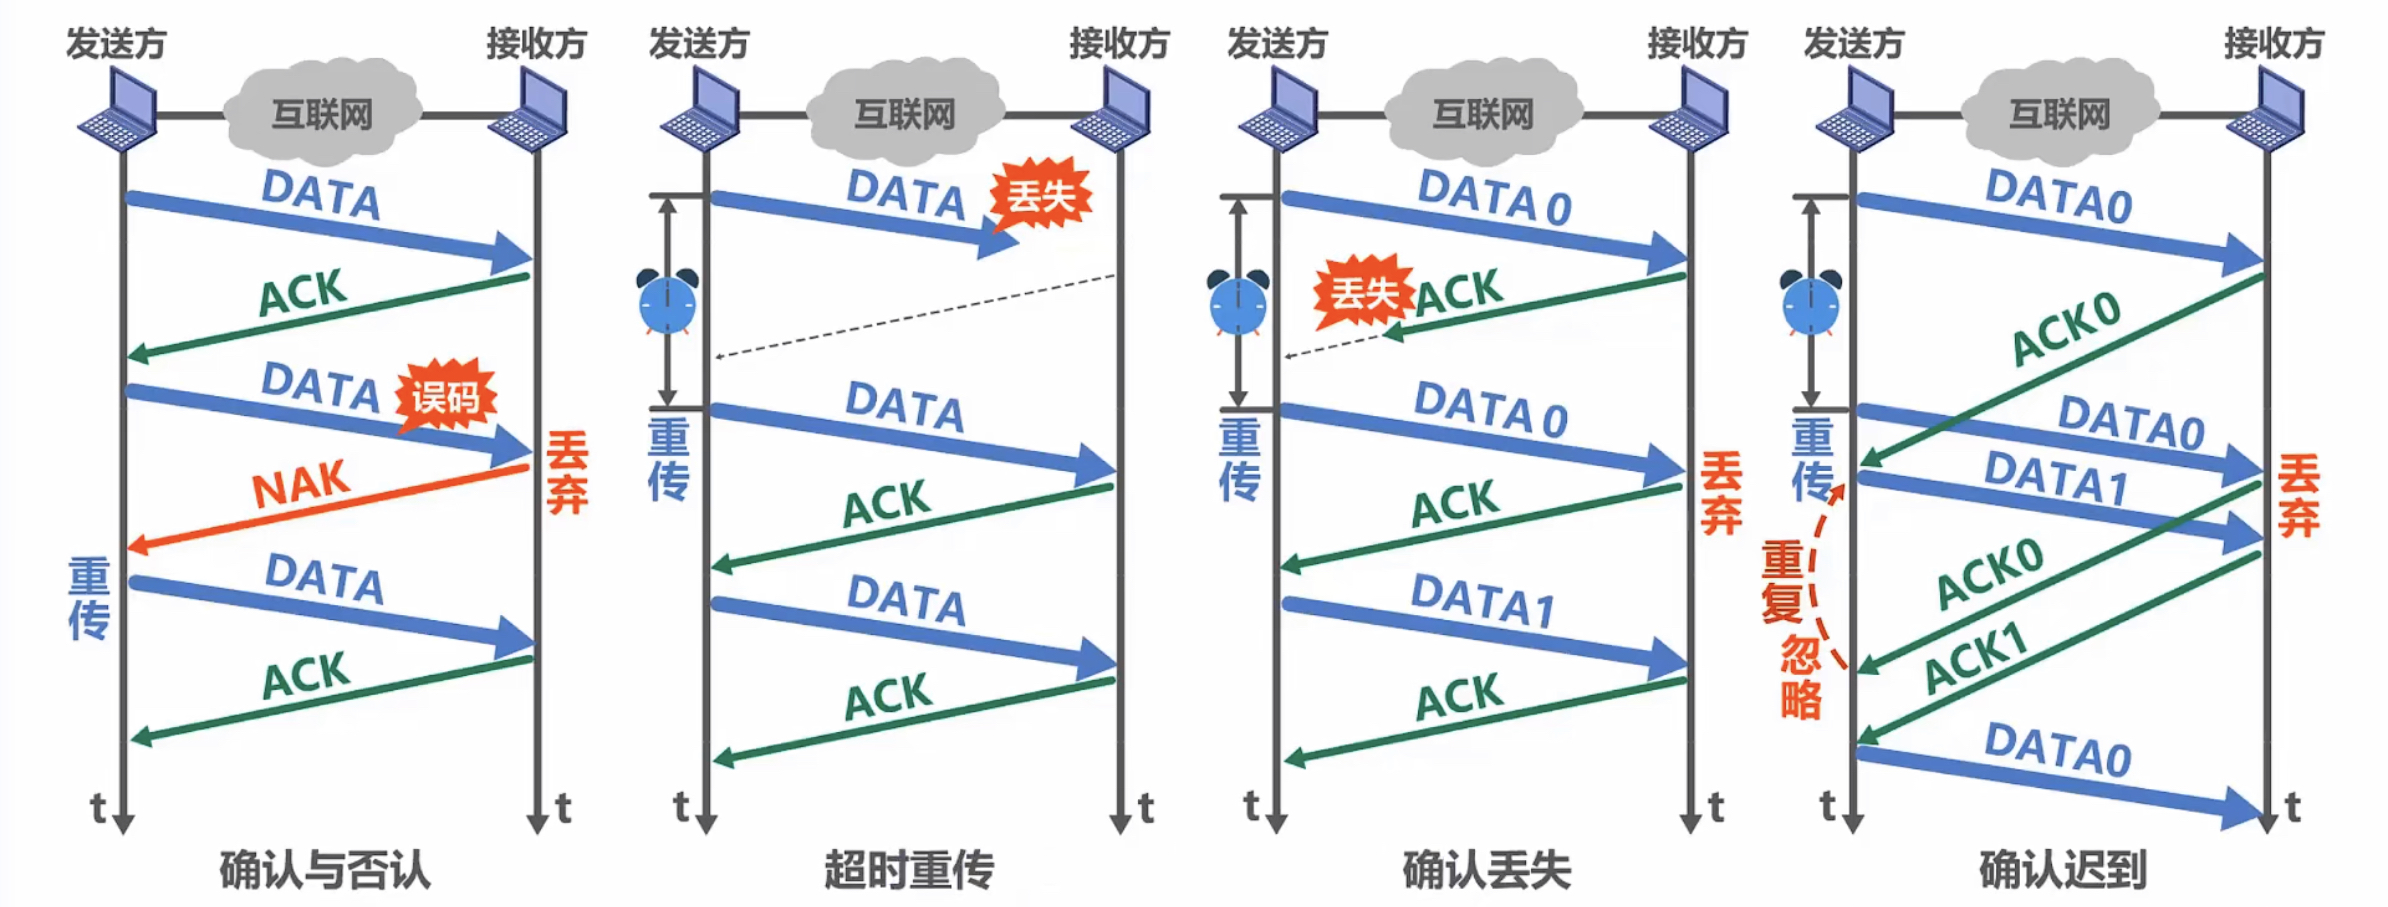 发送方
接收方
互联网
DATA
ACK
DATA
误码
丢弃
NAK
重传
DATA
ACK
t
t
确认与否认
发送方
接收方
互联网
DATA
丢失
重传
DATA
ACK
DATA
ACK
t
t
超时重传
发送方
接收方
互联网
DATA 0
丢失
ACK
重传
DATA 0
丢弃
ACK
DATA1
ACK
t
t
确认丢失
发送方
接收方
互联网
DATA0
ACK0
重传
DATA0
DATA1
丢弃
重复
忽略
ACK0
ACK1
DATA0
t
t
确认迟到